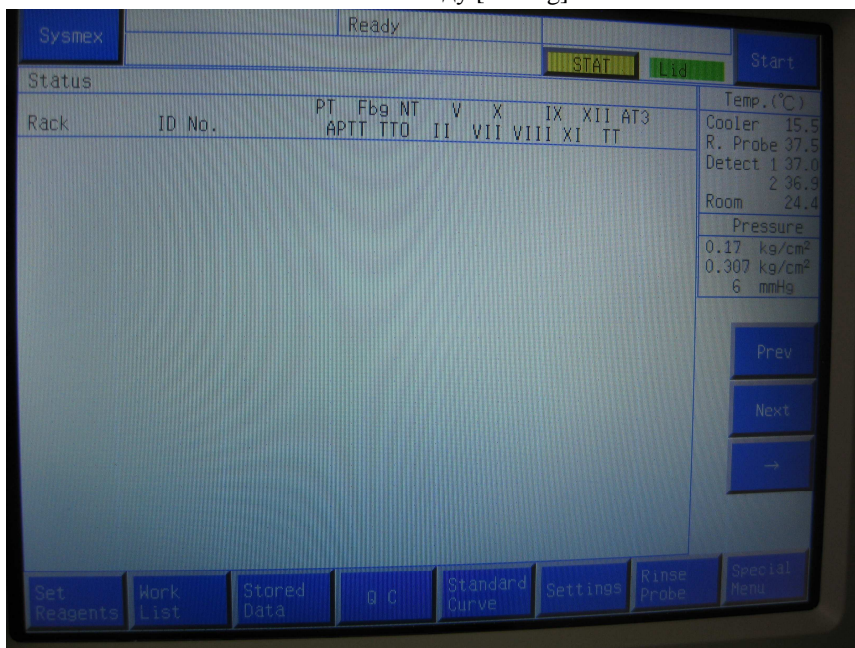 Sysmex
Ready
STAT
Lid
Start
Status
Rack ID No. PT Fbg NT V X IX XII AT3
APTT TTO II VII VIII XI TT
Temp.(℃)
Cooler 15.5
R. Probe 37.5
Detect 1 37.0
2 36.9
Room 24.4
Pressure
0.17 kg/cm²
0.307 kg/cm²
6 mmHg
Prev
Next
→
Set Reagents
Work List
Stored Data
Q C
Standard Curve
Settings
Rinse Probe
Special Menu